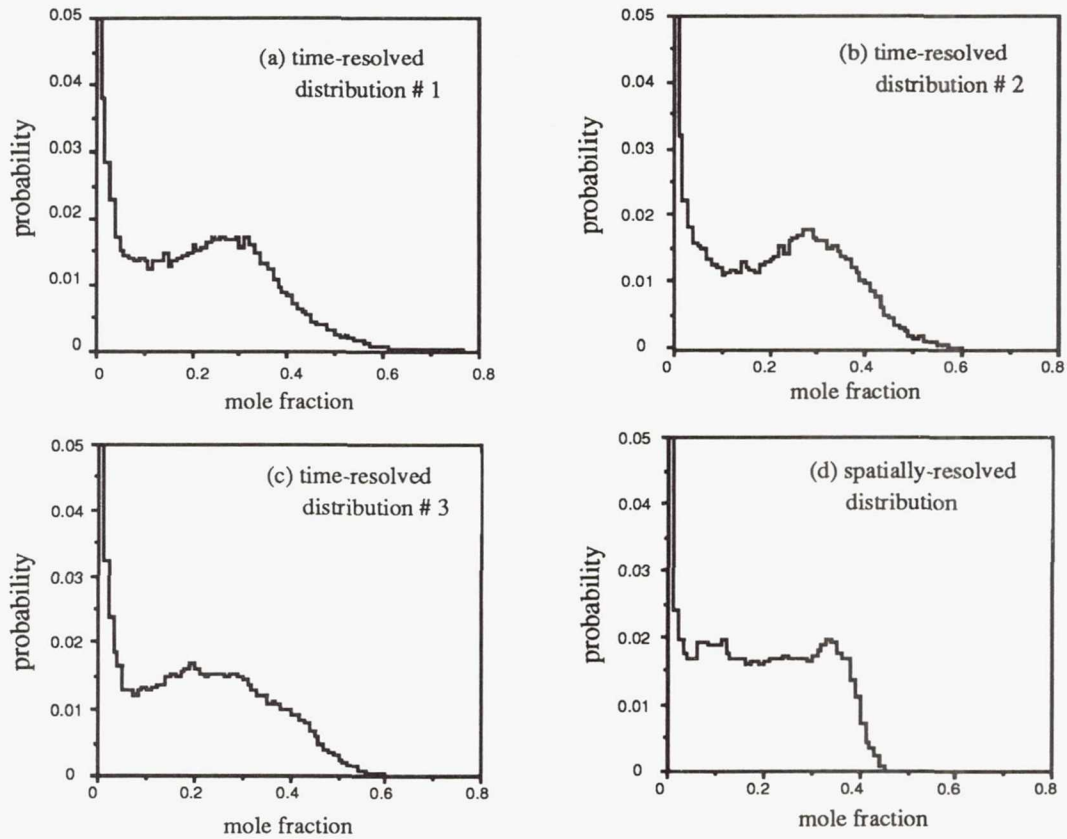 0.05
0.04
0.03
0.02
0.01
0
probability
(a) time-resolved
distribution # 1
0 0.2 0.4 0.6 0.8
mole fraction
0.05
0.04
0.03
0.02
0.01
0
probability
(b) time-resolved
distribution # 2
0 0.2 0.4 0.6 0.8
mole fraction
0.05
0.04
0.03
0.02
0.01
0
probability
(c) time-resolved
distribution # 3
0 0.2 0.4 0.6 0.8
mole fraction
0.05
0.04
0.03
0.02
0.01
0
probability
(d) spatially-resolved
distribution
0 0.2 0.4 0.6 0.8
mole fraction